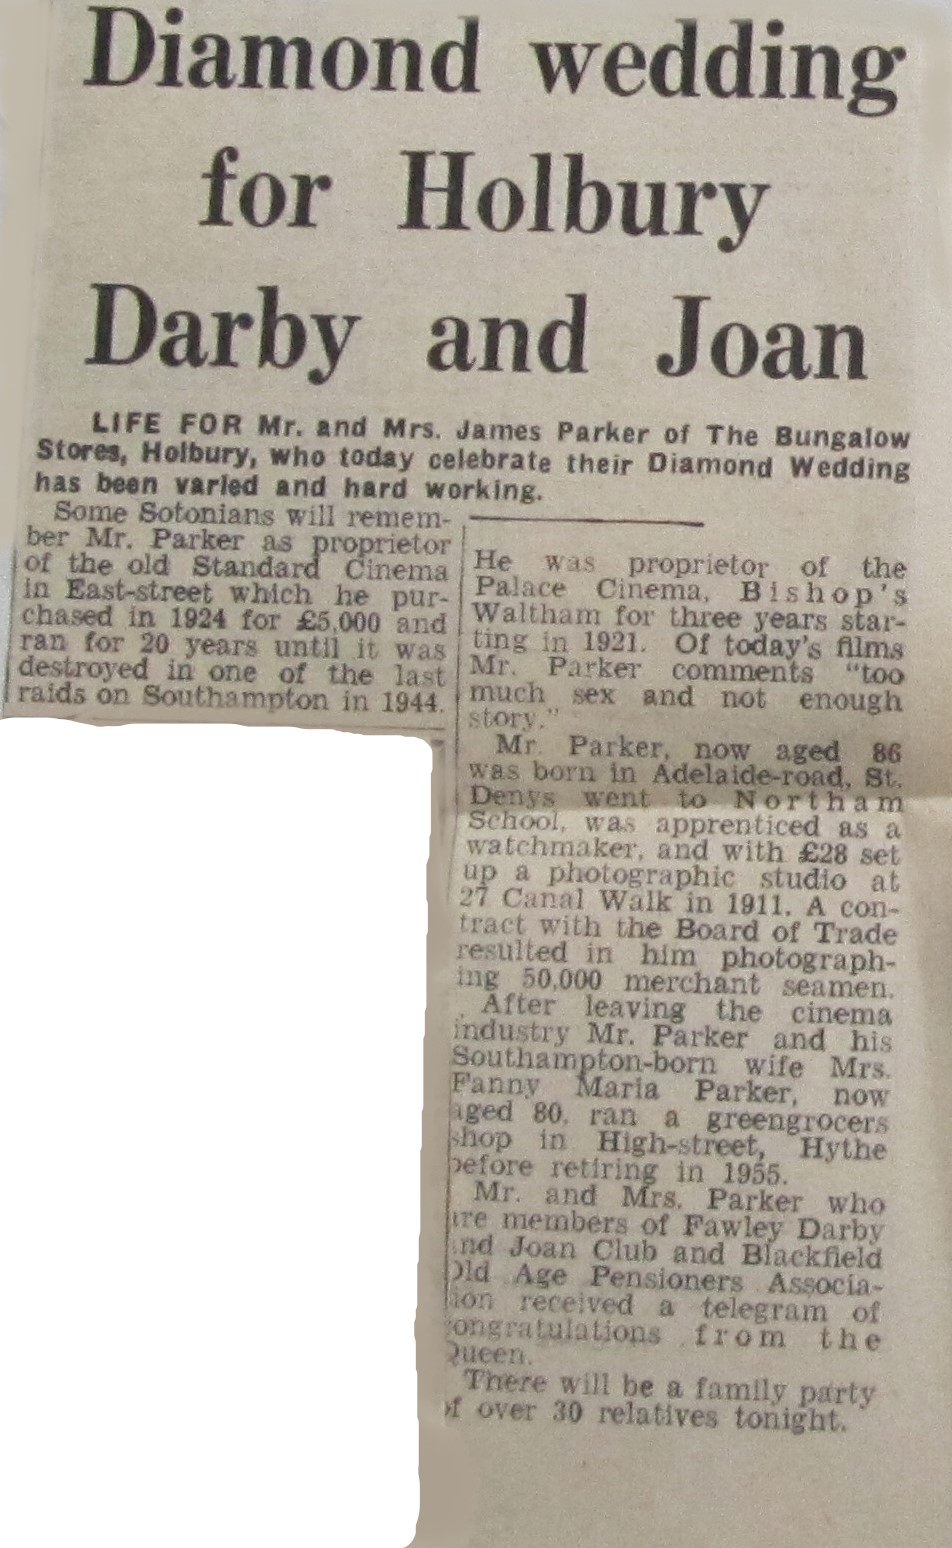 Diamond wedding
for Holbury
Darby and Joan
LIFE FOR Mr. and Mrs. James Parker of The Bungalow
Stores, Holbury, who today celebrate their Diamond Wedding
has been varied and hard working.
Some Sotonians will remem-
ber Mr. Parker as proprietor
of the old Standard Cinema
in East-street which he pur-
chased in 1924 for £5,000 and
ran for 20 years until it was
destroyed in one of the last
raids on Southampton in 1944.
He was proprietor of the
Palace Cinema, Bishop's
Waltham for three years star-
ting in 1921. Of today's films
Mr. Parker comments "too
much sex and not enough
story."
Mr. Parker, now aged 86
was born in Adelaide-road, St.
Denys went to Northam
School, was apprenticed as a
watchmaker, and with £28 set
up a photographic studio at
27 Canal Walk in 1911. A con-
tract with the Board of Trade
resulted in him photograph-
ing 50,000 merchant seamen.
After leaving the cinema
industry Mr. Parker and his
Southampton-born wife Mrs.
Fanny Maria Parker, now
aged 80, ran a greengrocers
shop in High-street, Hythe
before retiring in 1955.
Mr. and Mrs. Parker who
are members of Fawley Darby
and Joan Club and Blackfield
Old Age Pensioners Associa-
tion received a telegram of
congratulations from the
Queen.
There will be a family party
of over 30 relatives tonight.